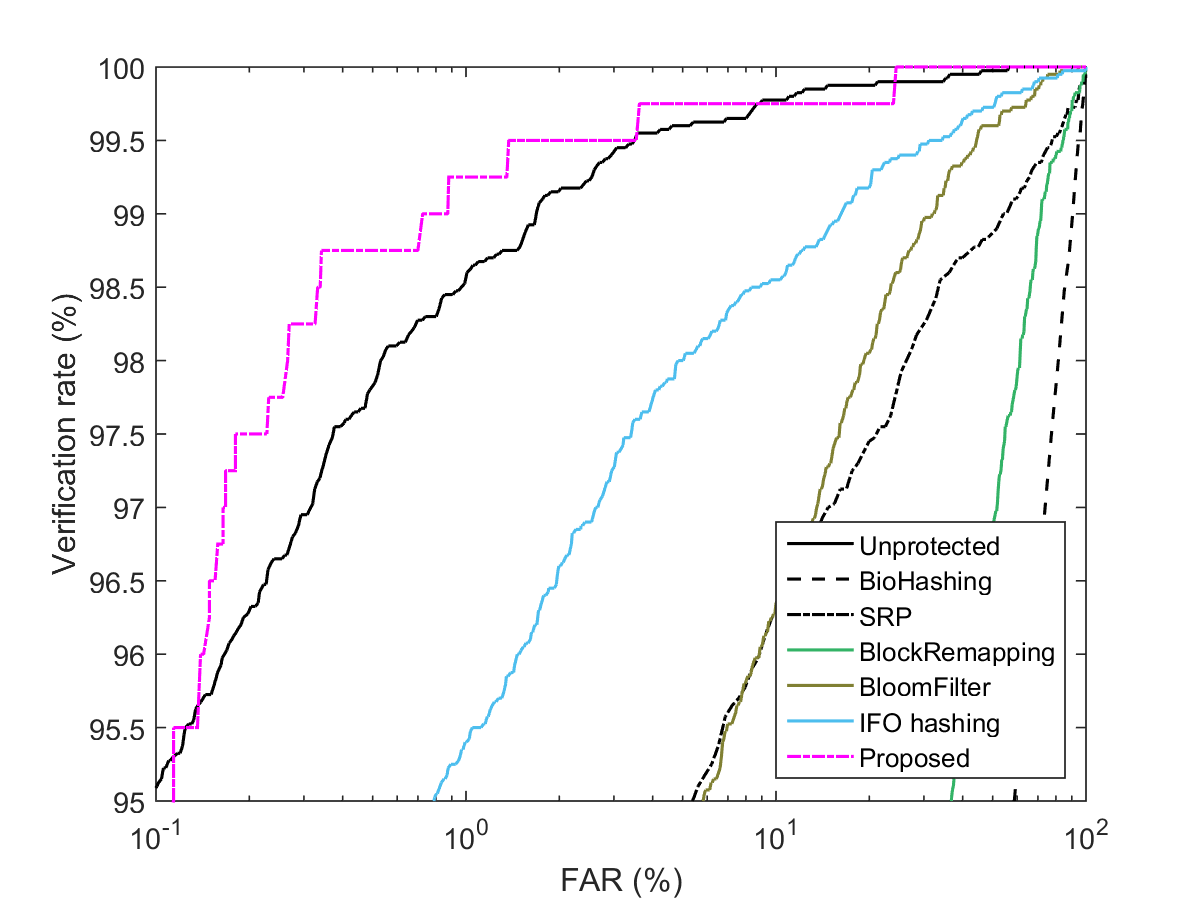 100
99.5
99
98.5
98
97.5
97
96.5
96
95.5
95
Verification rate (%)
10^-1
10^0
10^1
10^2
FAR (%)
Unprotected
BioHashing
SRP
BlockRemapping
BloomFilter
IFO hashing
Proposed